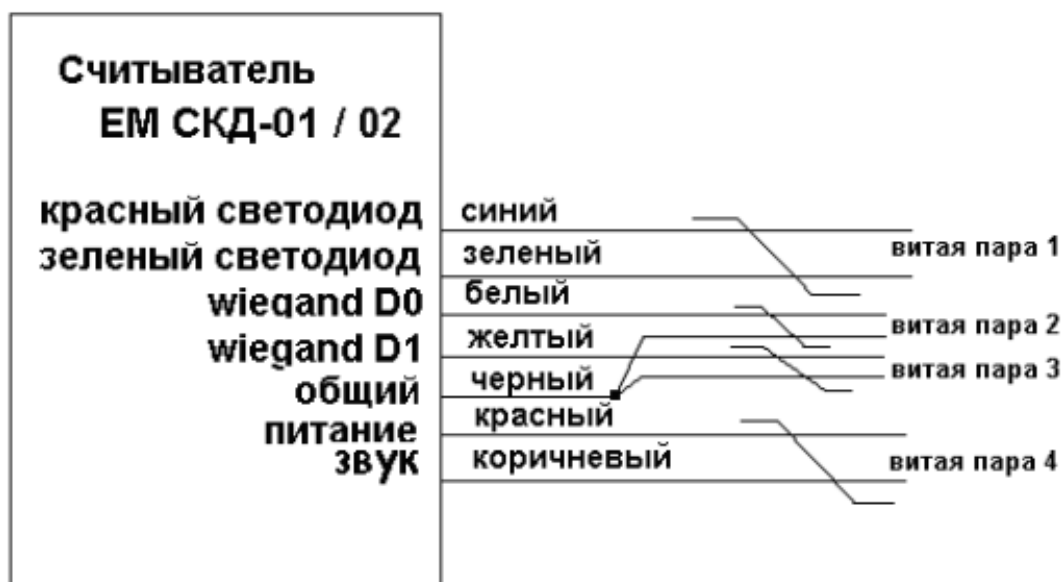 Считыватель
ЕМ СКД-01 / 02
красный светодиод синий
зеленый светодиод зеленый
витая пара 1
wiegand D0 белый
витая пара 2
wiegand D1 желтый
витая пара 3
общий черный
питание красный
звук коричневый
витая пара 4